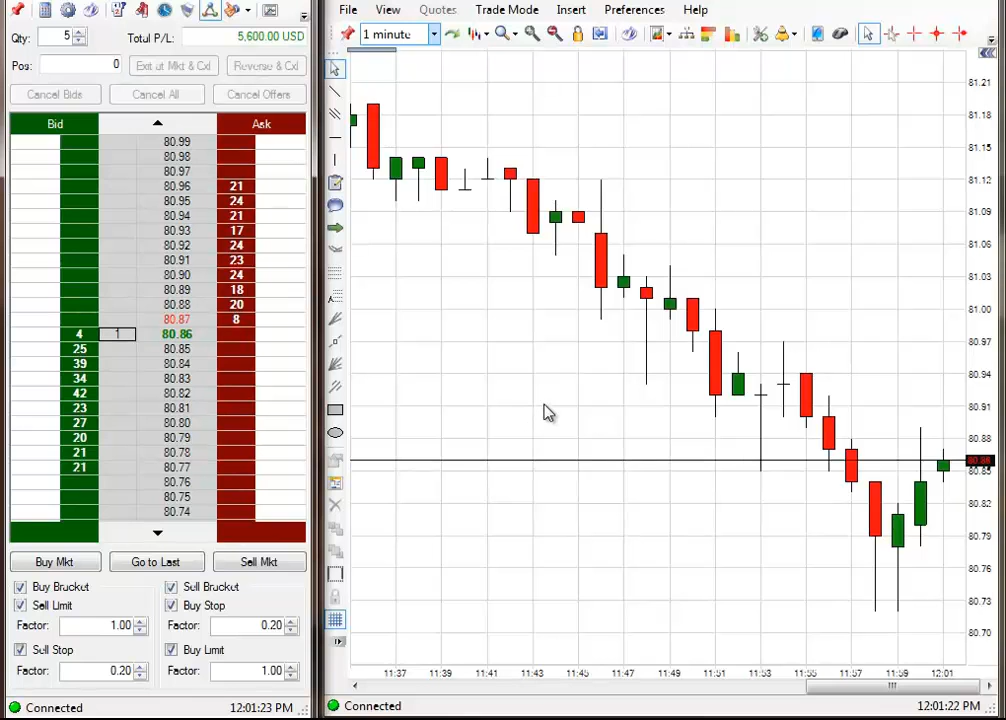 File View Quotes Trade Mode Insert Preferences Help
Qty: 5 Total P/L: 5,600.00 USD
1 minute
Pos: 0 Exit at Mkt & Cxl Reverse & Cxl
Cancel Bids Cancel All Cancel Offers
Bid Ask
80.99
80.98
80.97
80.96 21
80.95 24
80.94 21
80.93 17
80.92 24
80.91 23
80.90 24
80.89 18
80.88 20
80.87 8
4 1 80.86
25 80.85
39 80.84
34 80.83
42 80.82
23 80.81
27 80.80
20 80.79
21 80.78
21 80.77
80.76
80.75
80.74
Buy Mkt Go to Last Sell Mkt
Buy Bracket Sell Bracket
Sell Limit Buy Stop
Factor: 1.00 Factor: 0.20
Sell Stop Buy Limit
Factor: 0.20 Factor: 1.00
Connected 12:01:23 PM
81.21
81.18
81.15
81.12
81.09
81.06
81.03
81.00
80.97
80.94
80.91
80.88
80.86
80.85
80.82
80.79
80.76
80.73
80.70
11:37 11:39 11:41 11:43 11:45 11:47 11:49 11:51 11:53 11:55 11:57 11:59 12:01
Connected 12:01:22 PM